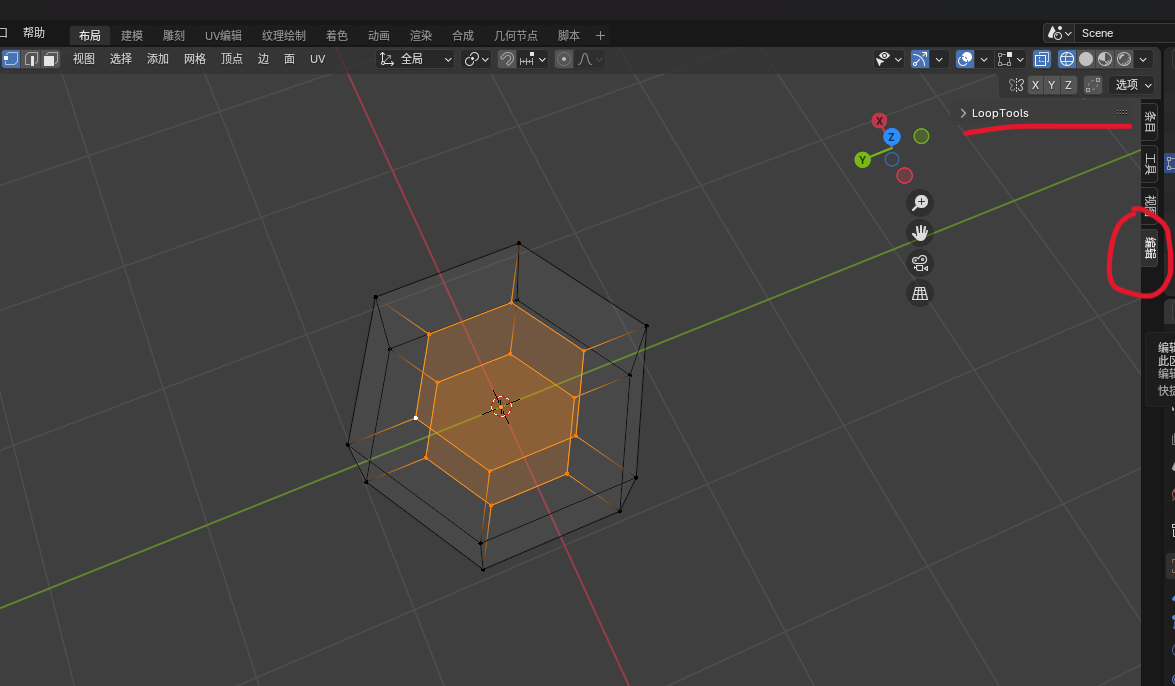 帮助
布局 建模 雕刻 UV编辑 纹理绘制 着色 动画 渲染 合成 几何节点 脚本 +
Scene
视图 选择 添加 网格 顶点 边 面 UV
全局
X Y Z
选项
LoopTools
X
Z
Y
条目
工具
视图
编辑
编辑
此区
编辑
快捷